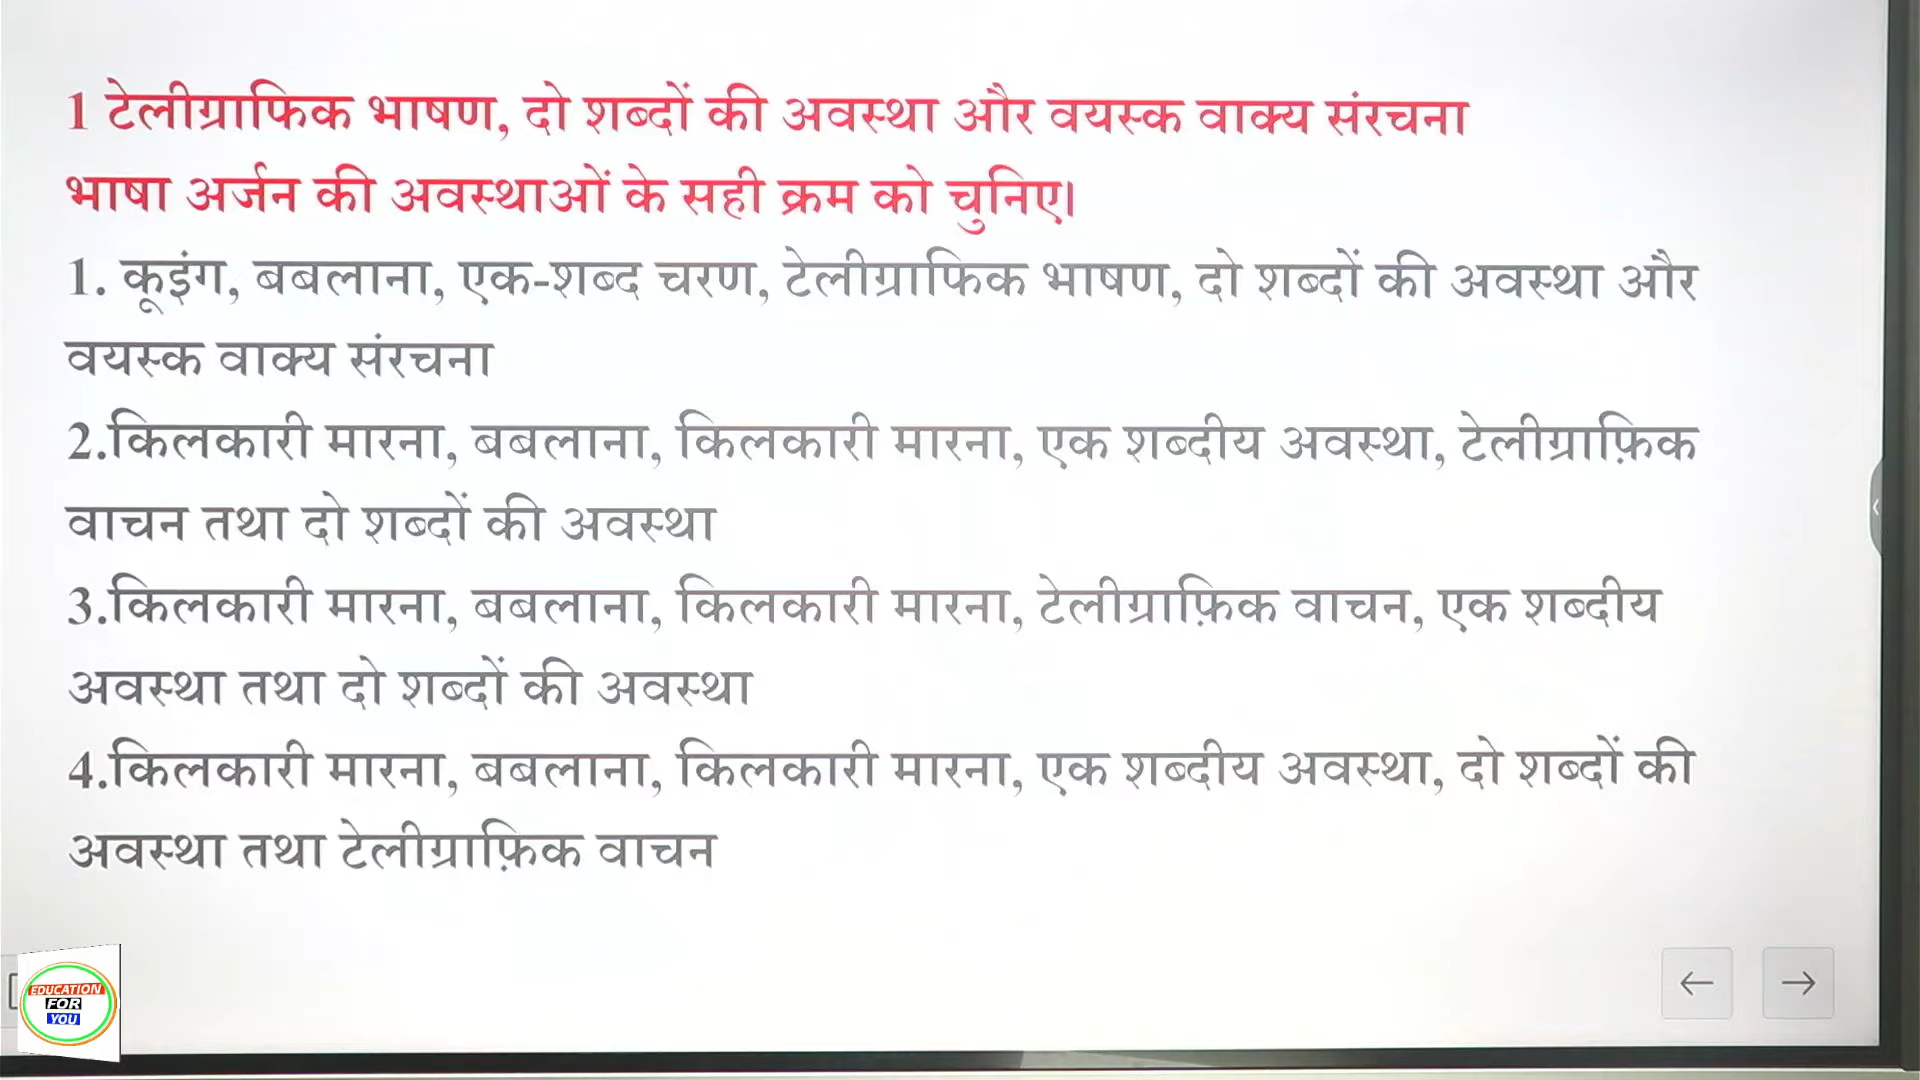 1 टेलीग्राफिक भाषण, दो शब्दों की अवस्था और वयस्क वाक्य संरचना
भाषा अर्जन की अवस्थाओं के सही क्रम को चुनिए।
1. कूइंग, बबलाना, एक-शब्द चरण, टेलीग्राफिक भाषण, दो शब्दों की अवस्था और
वयस्क वाक्य संरचना
2.किलकारी मारना, बबलाना, किलकारी मारना, एक शब्दीय अवस्था, टेलीग्राफ़िक
वाचन तथा दो शब्दों की अवस्था
3.किलकारी मारना, बबलाना, किलकारी मारना, टेलीग्राफ़िक वाचन, एक शब्दीय
अवस्था तथा दो शब्दों की अवस्था
4.किलकारी मारना, बबलाना, किलकारी मारना, एक शब्दीय अवस्था, दो शब्दों की
अवस्था तथा टेलीग्राफ़िक वाचन
EDUCATION
FOR
YOU